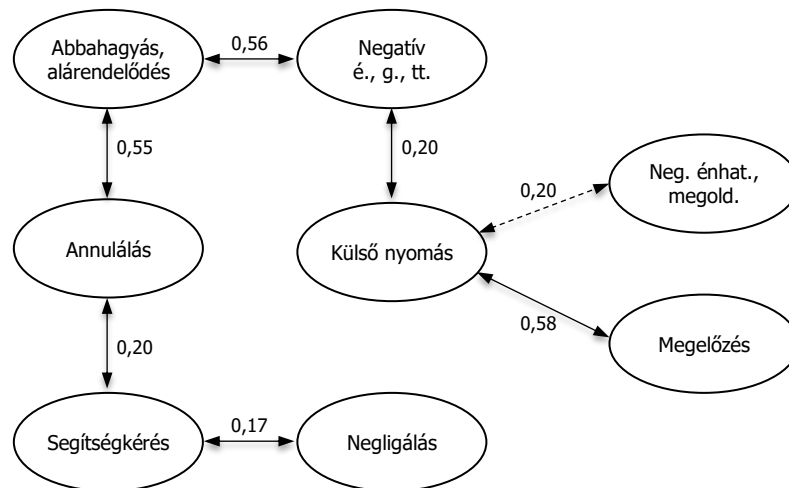 Abbahagyás,
alárendelődés
0,56
Negatív
é., g., tt.
0,55
0,20
Neg. énhat.,
megold.
0,20
Annulálás
Külső nyomás
0,58
Megelőzés
0,20
Segítségkérés
0,17
Negligálás